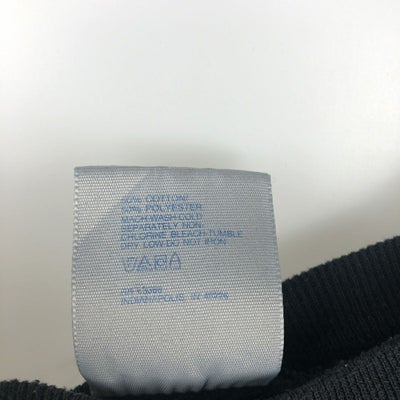 50% COTTON/
50% POLYESTER
MACH WASH COLD
SEPARATELY NON
CHLORINE BLEACH-TUMBLE
DRY LOW DO NOT IRON
INDIANAPOLIS IN 46226